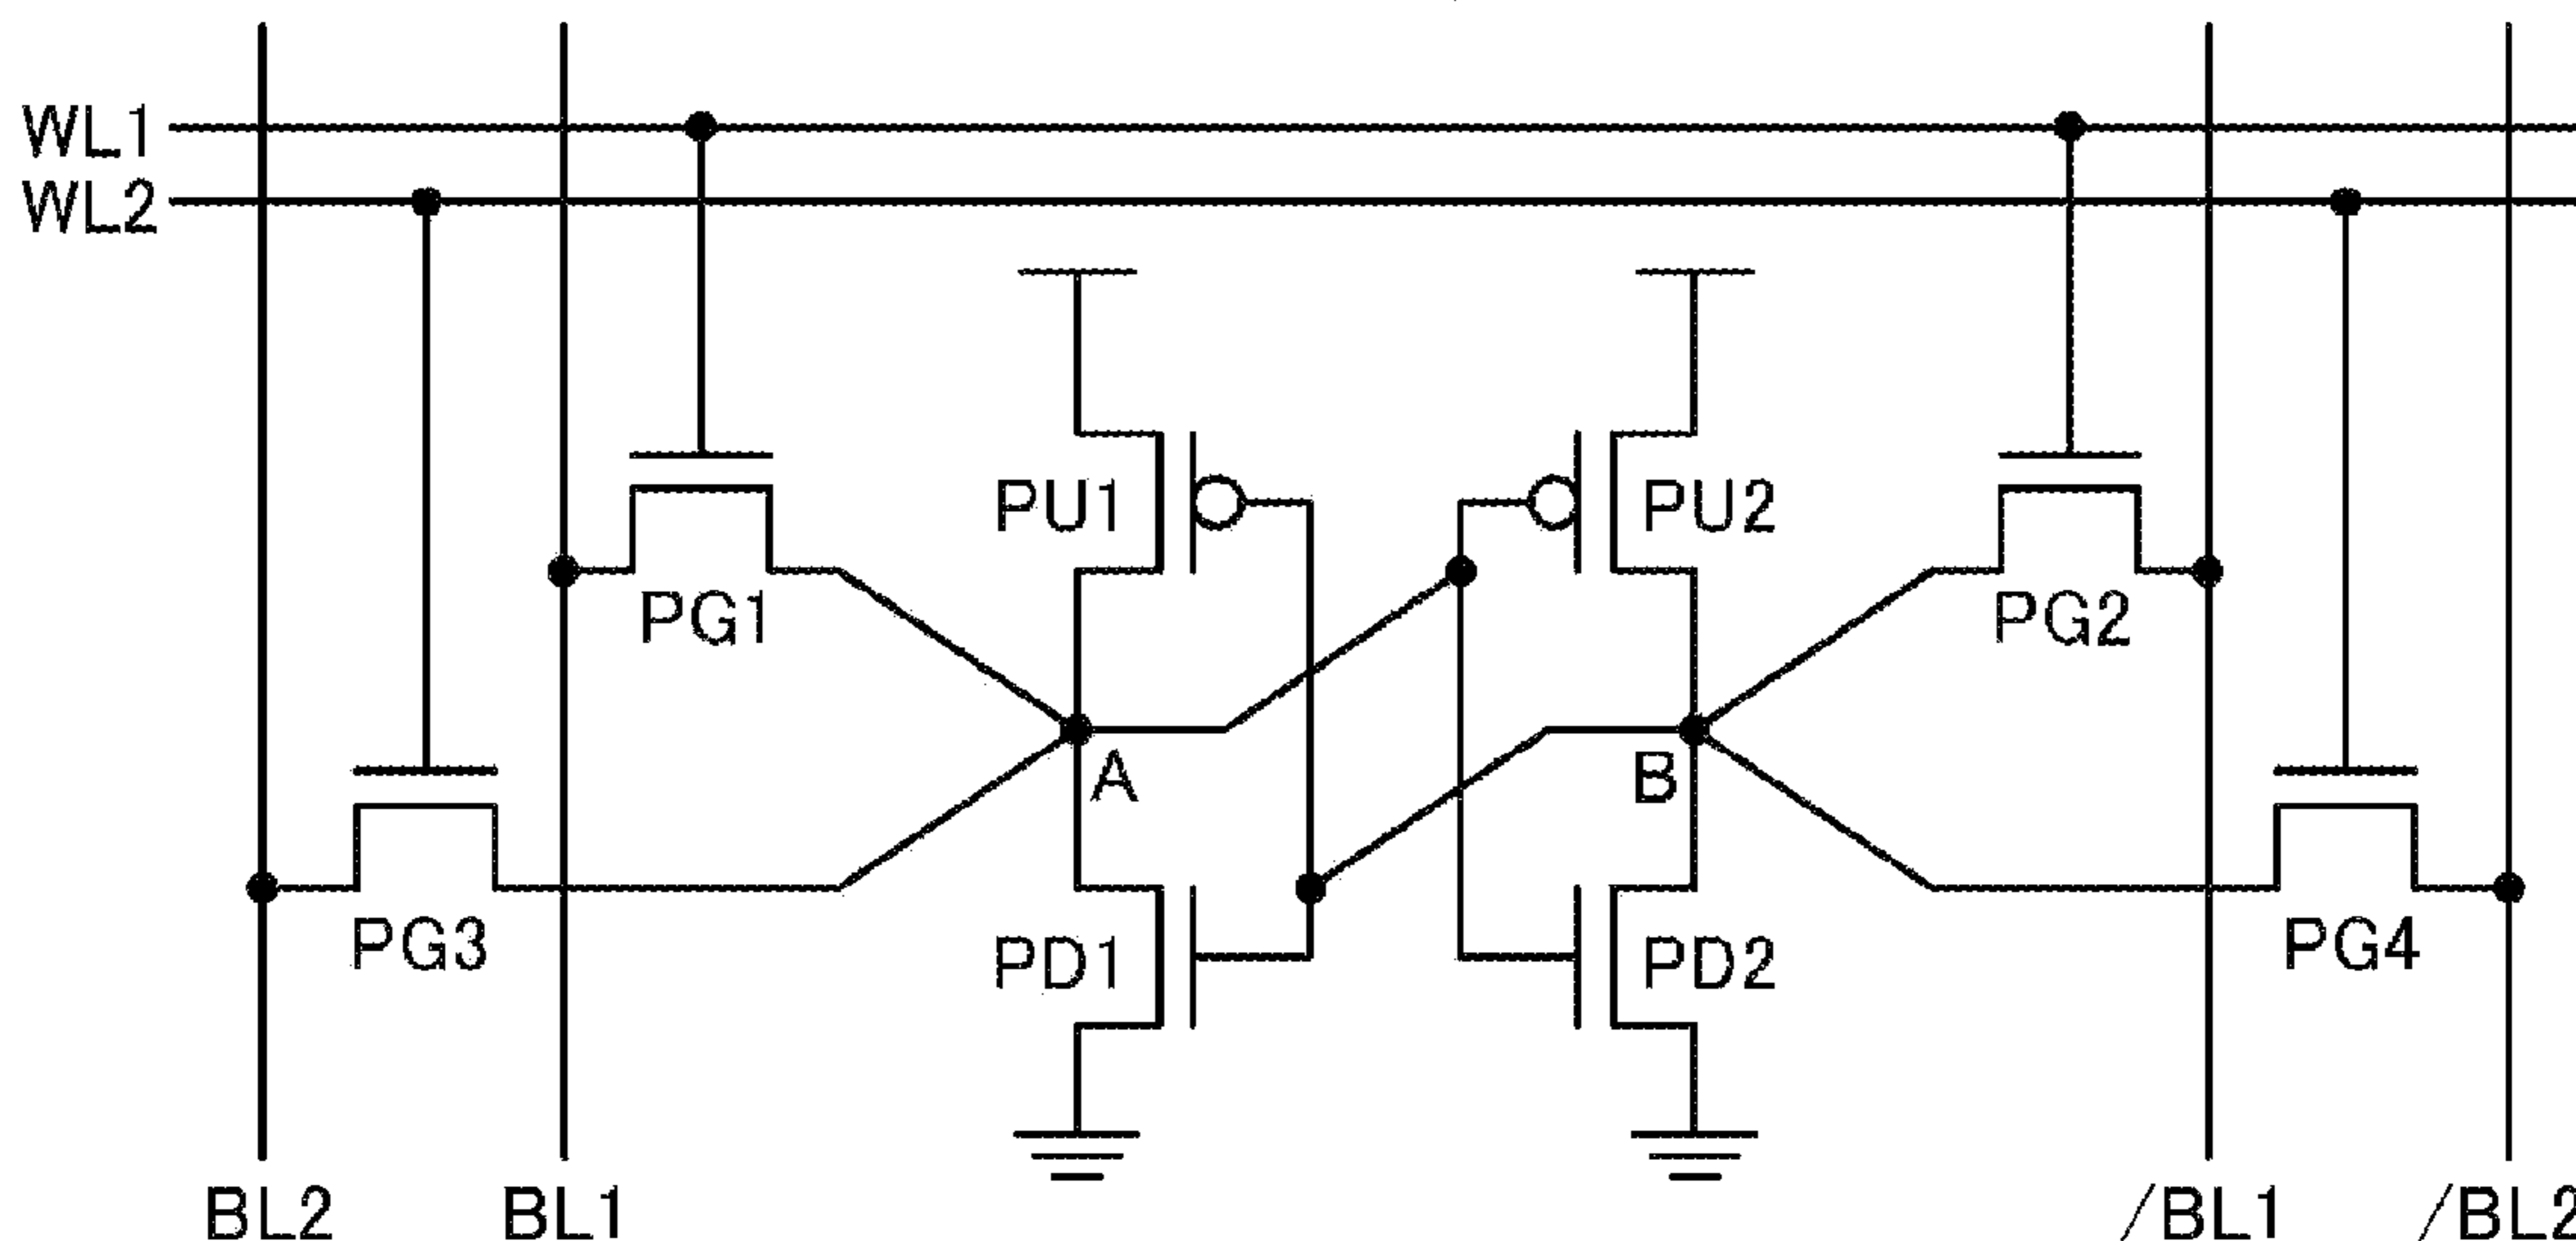 WL1
WL2
PU1 PU2
PG1 PG2
A B
PG3 PD1 PD2 PG4
BL2 BL1 /BL1 /BL2